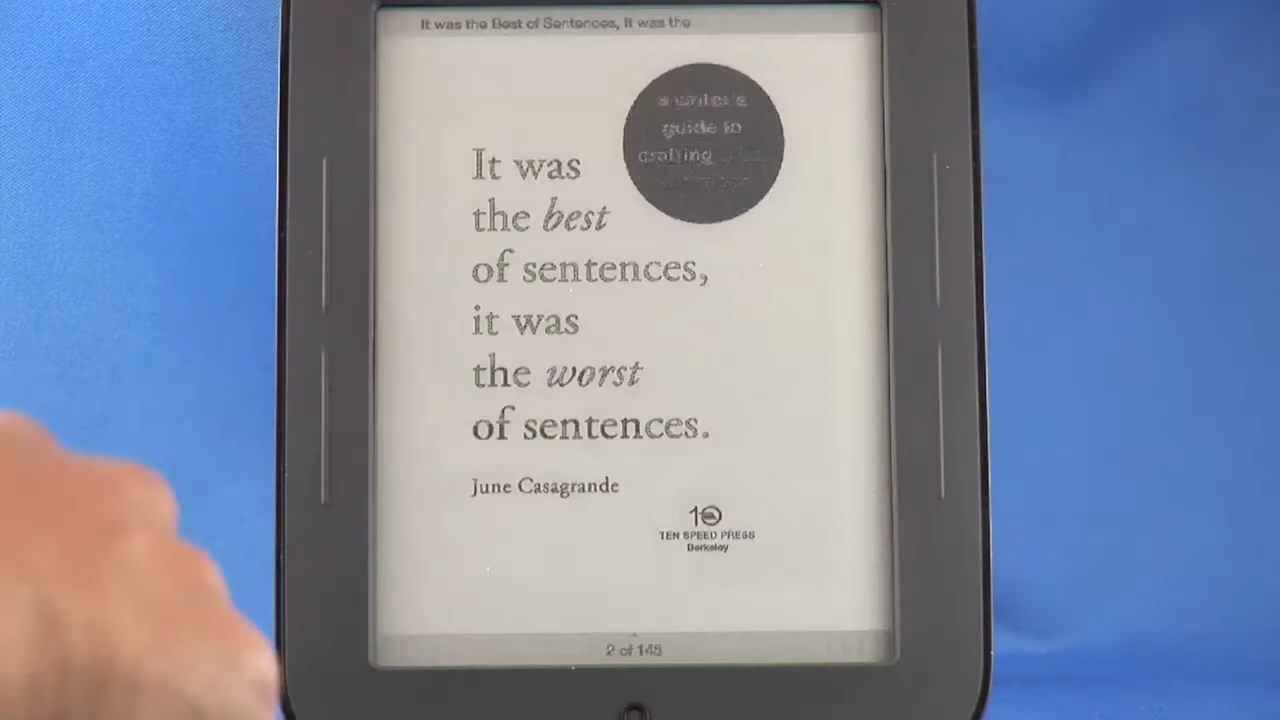 It was the Best of Sentences, It was the
a writer's
guide to
crafting
It was
the best
of sentences,
it was
the worst
of sentences.
June Casagrande
10
TEN SPEED PRESS
Berkeley
2 of 145